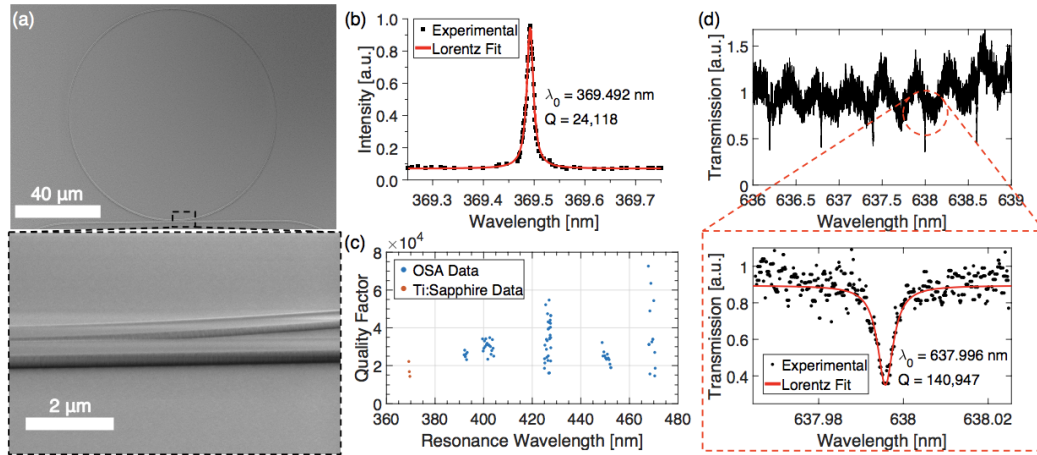 (a)
40 µm
2 µm
(b)
Intensity [a.u.]
1.0
0.8
0.6
0.4
0.2
0.0
Experimental
Lorentz Fit
λ0 = 369.492 nm
Q = 24,118
369.3 369.4 369.5 369.6 369.7
Wavelength [nm]
(c)
×10⁴
Quality Factor
8
6
4
2
0
OSA Data
Ti:Sapphire Data
360 380 400 420 440 460 480
Resonance Wavelength [nm]
(d)
Transmission [a.u.]
1.5
1
0.5
0
636 636.5 637 637.5 638 638.5 639
Wavelength [nm]
Transmission [a.u.]
1.0
0.8
0.6
0.4
Experimental
Lorentz Fit
λ0 = 637.996 nm
Q = 140,947
637.98 638 638.02
Wavelength [nm]